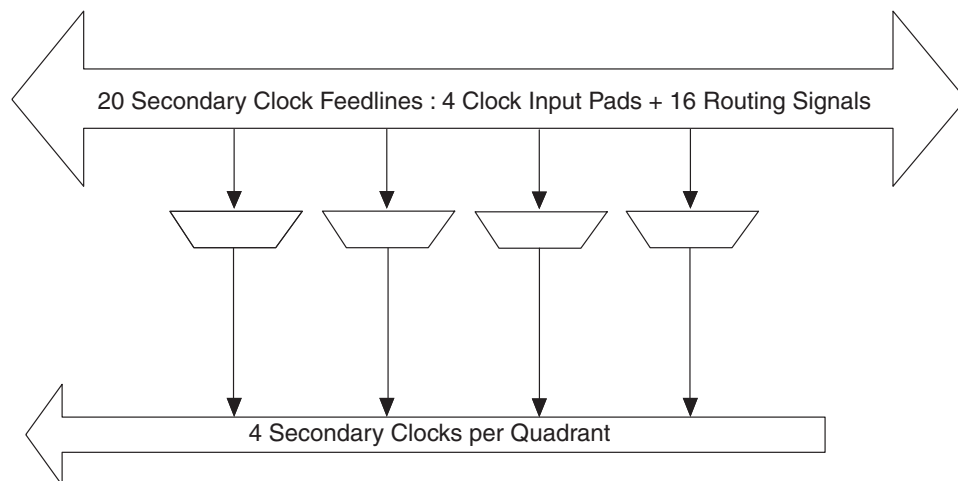 20 Secondary Clock Feedlines : 4 Clock Input Pads + 16 Routing Signals
4 Secondary Clocks per Quadrant